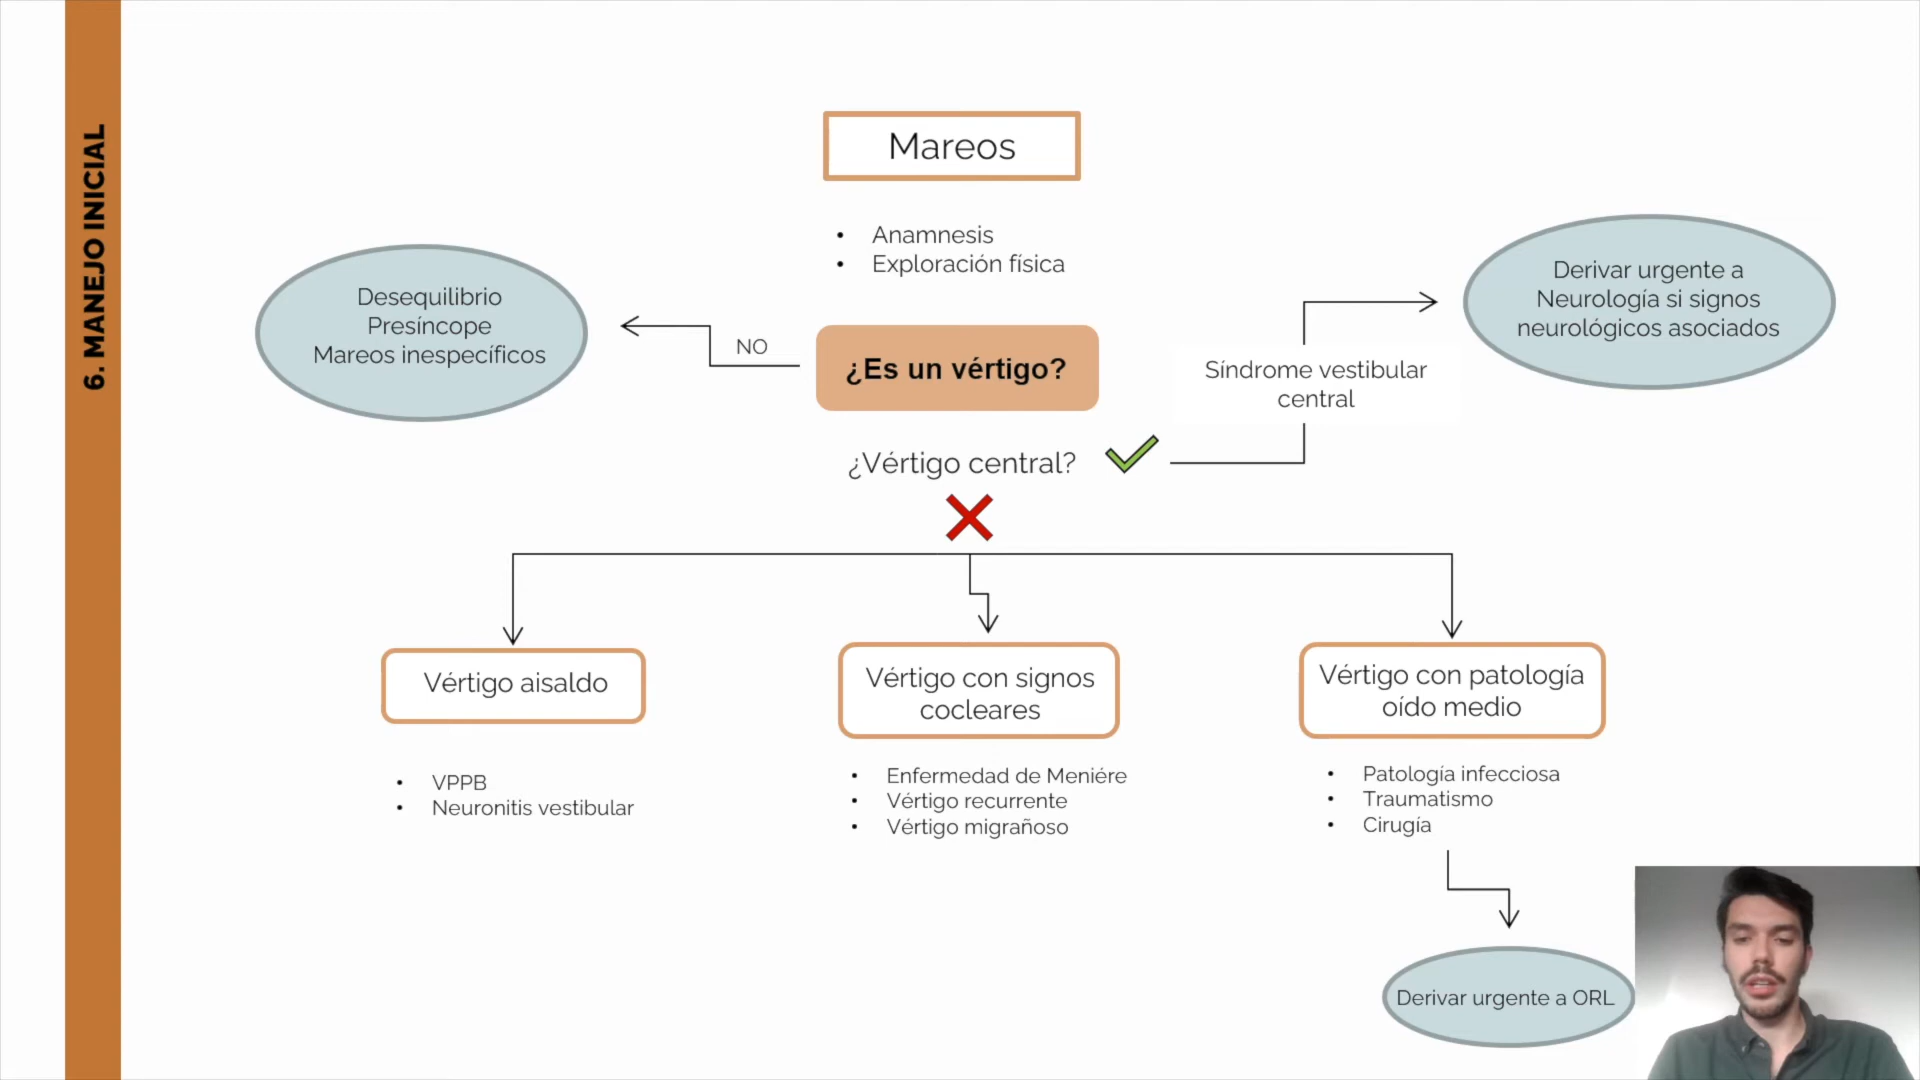 6. MANEJO INICIAL
Mareos
• Anamnesis
• Exploración física
Desequilibrio
Presíncope
Mareos inespecíficos
NO
¿Es un vértigo?
Derivar urgente a
Neurología si signos
neurológicos asociados
Síndrome vestibular
central
¿Vértigo central?
Vértigo aisaldo
• VPPB
• Neuronitis vestibular
Vértigo con signos
cocleares
• Enfermedad de Meniére
• Vértigo recurrente
• Vértigo migrañoso
Vértigo con patología
oído medio
• Patología infecciosa
• Traumatismo
• Cirugía
Derivar urgente a ORL